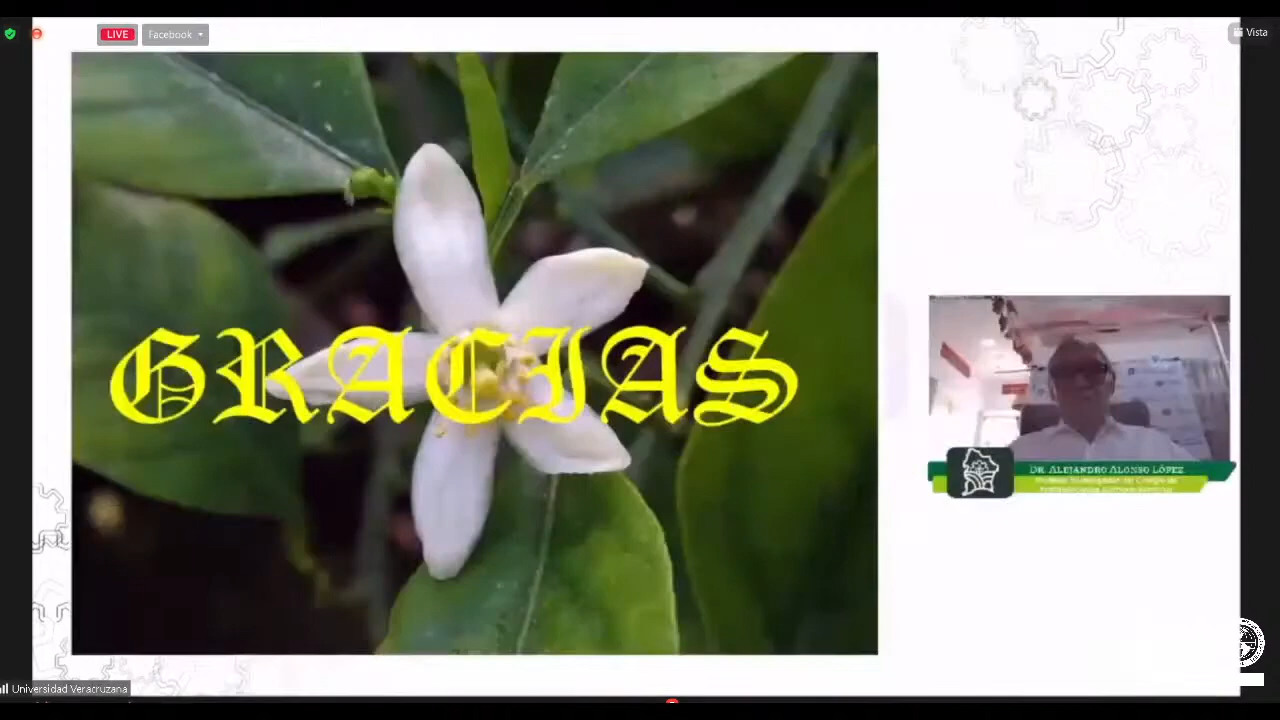 LIVE
Facebook
Vista
GRACIAS
DR. ALEJANDRO ALONSO LÓPEZ
Universidad Veracruzana